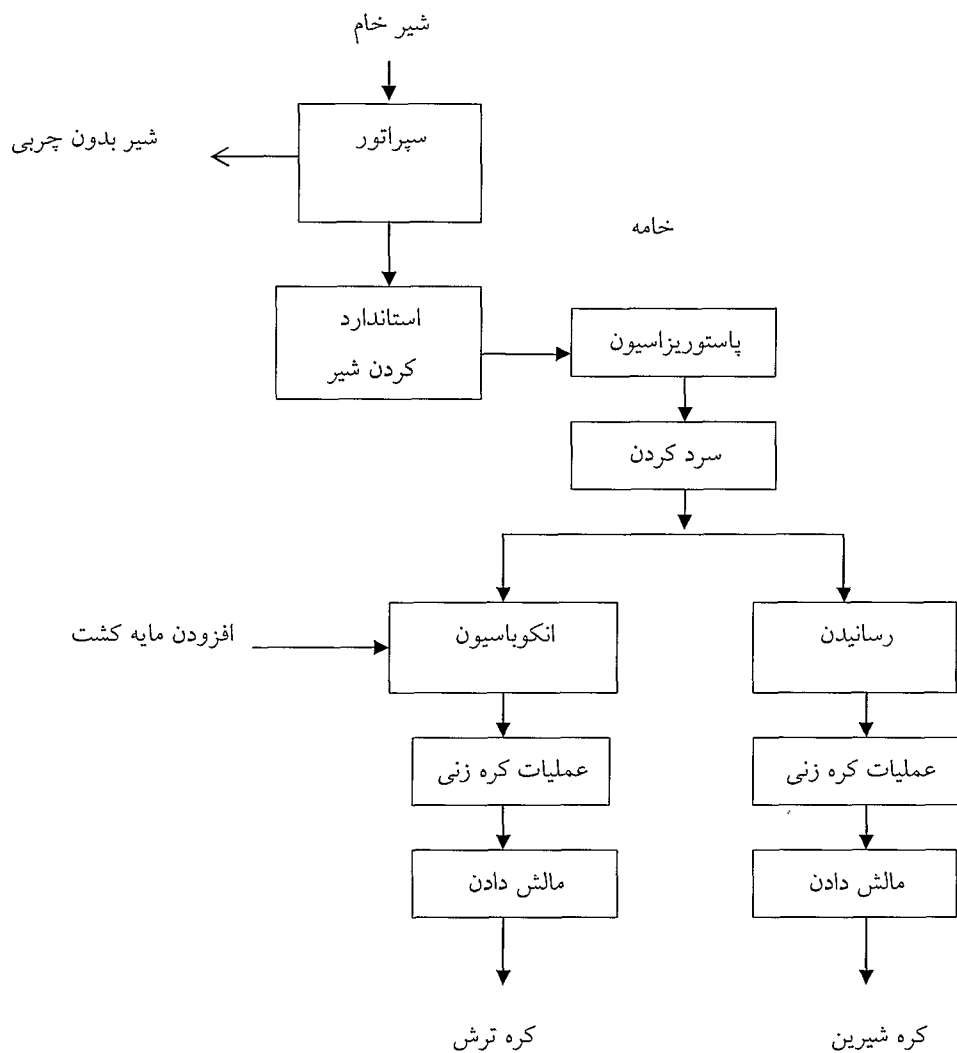 شیر خام
سپراتور
شیر بدون چربی
خامه
استاندارد
کردن شیر
پاستوریزاسیون
سرد کردن
رسانیدن
انکوباسیون
افزودن مایه کشت
عملیات کره زنی
عملیات کره زنی
مالش دادن
مالش دادن
کره شیرین
کره ترش